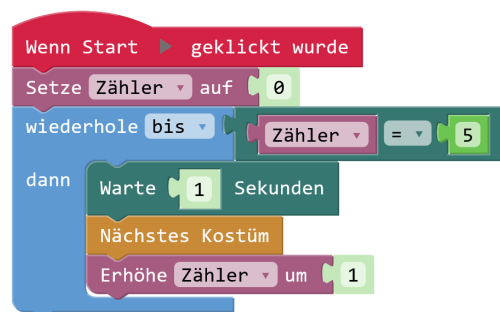 Wenn Start geklickt wurde
Setze Zähler auf 0
wiederhole bis Zähler = 5
dann Warte 1 Sekunden
Nächstes Kostüm
Erhöhe Zähler um 1